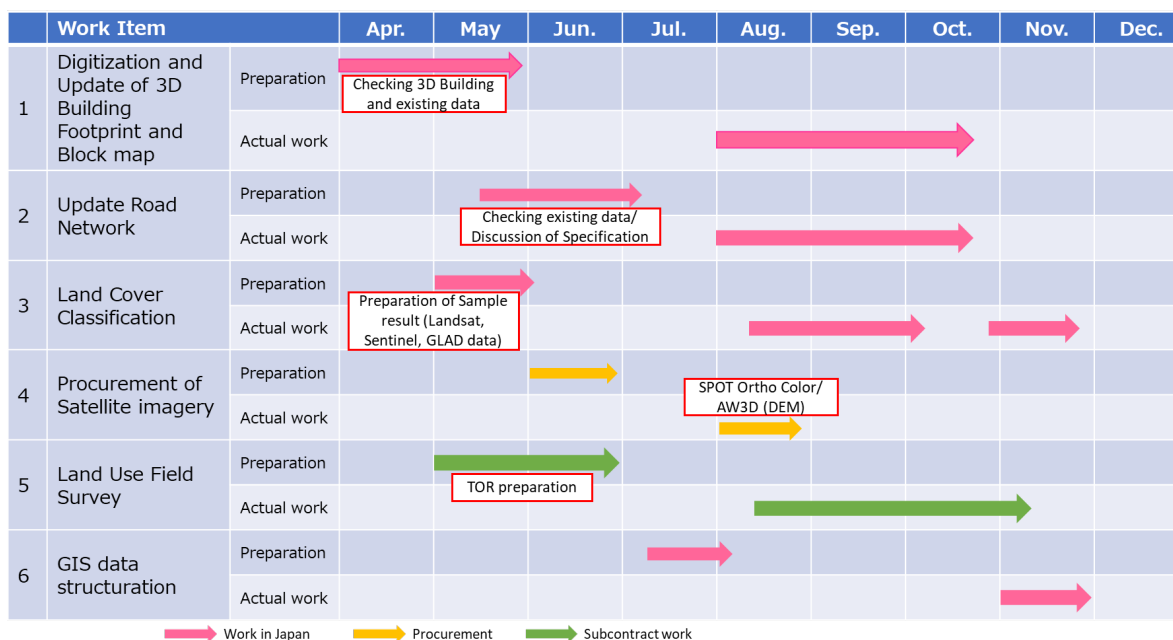 Work Item Apr. May Jun. Jul. Aug. Sep. Oct. Nov. Dec.
1
Digitization and
Update of 3D
Building
Footprint and
Block map
Preparation
Checking 3D Building
and existing data
Actual work
2
Update Road
Network
Preparation
Checking existing data/
Discussion of Specification
Actual work
3
Land Cover
Classification
Preparation
Preparation of Sample
result (Landsat,
Sentinel, GLAD data)
Actual work
4
Procurement of
Satellite imagery
Preparation
SPOT Ortho Color/
AW3D (DEM)
Actual work
5
Land Use Field
Survey
Preparation
TOR preparation
Actual work
6
GIS data
structuration
Preparation
Actual work
Work in Japan Procurement Subcontract work